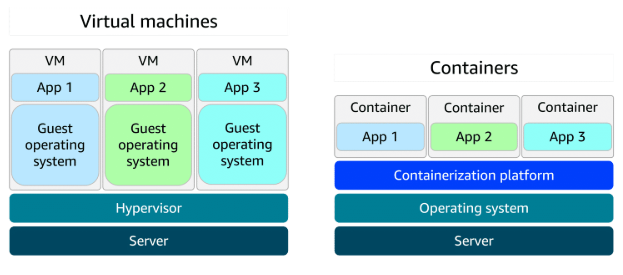 Virtual machines
VM
VM
VM
App 1
App 2
App 3
Guest
operating
system
Guest
operating
system
Guest
operating
system
Hypervisor
Server
Containers
Container
Container
Container
App 1
App 2
App 3
Containerization platform
Operating system
Server